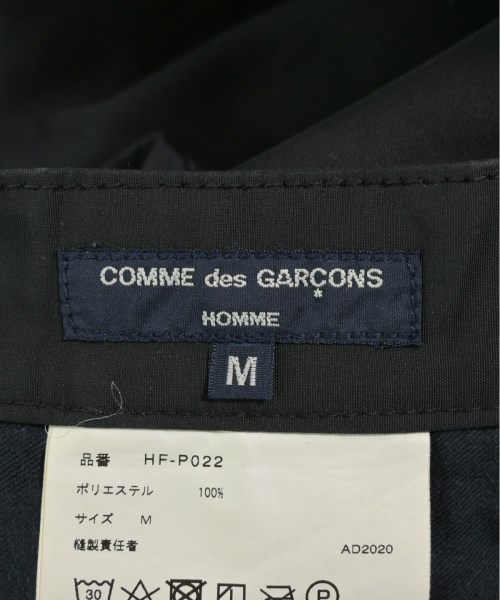 COMME des GARÇONS
HOMME
M
品番 HF-P022
ポリエステル 100%
サイズ M
縫製責任者 AD2020
30 P